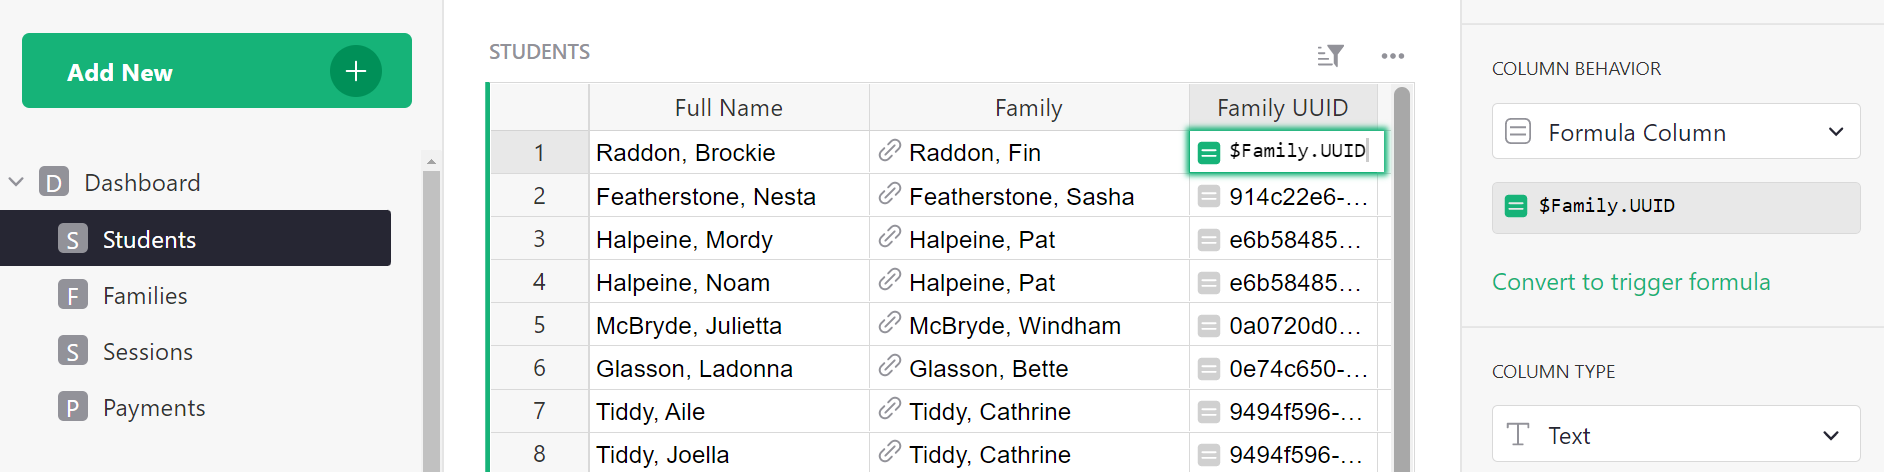 Add New
D Dashboard
S Students
F Families
S Sessions
P Payments
STUDENTS
Full Name Family Family UUID
1 Raddon, Brockie Raddon, Fin $Family.UUID
2 Featherstone, Nesta Featherstone, Sasha 914c22e6-...
3 Halpeine, Mordy Halpeine, Pat e6b58485...
4 Halpeine, Noam Halpeine, Pat e6b58485...
5 McBryde, Julietta McBryde, Windham 0a0720d0...
6 Glasson, Ladonna Glasson, Bette 0e74c650-...
7 Tiddy, Aile Tiddy, Cathrine 9494f596-...
8 Tiddy, Joella Tiddy, Cathrine 9494f596-...
COLUMN BEHAVIOR
Formula Column
$Family.UUID
Convert to trigger formula
COLUMN TYPE
Text